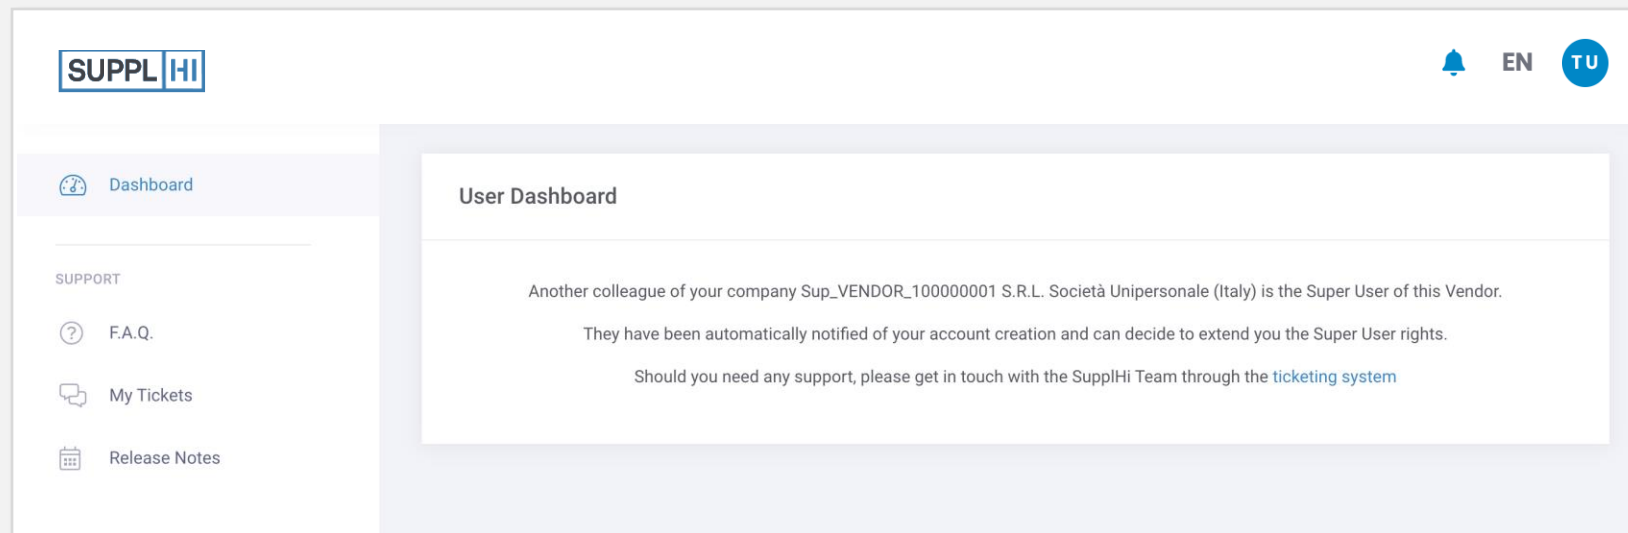 SUPPLHI
EN
TU
Dashboard
SUPPORT
F.A.Q.
My Tickets
Release Notes
User Dashboard
Another colleague of your company Sup_VENDOR_100000001 S.R.L. Società Unipersonale (Italy) is the Super User of this Vendor.
They have been automatically notified of your account creation and can decide to extend you the Super User rights.
Should you need any support, please get in touch with the SupplHi Team through the ticketing system